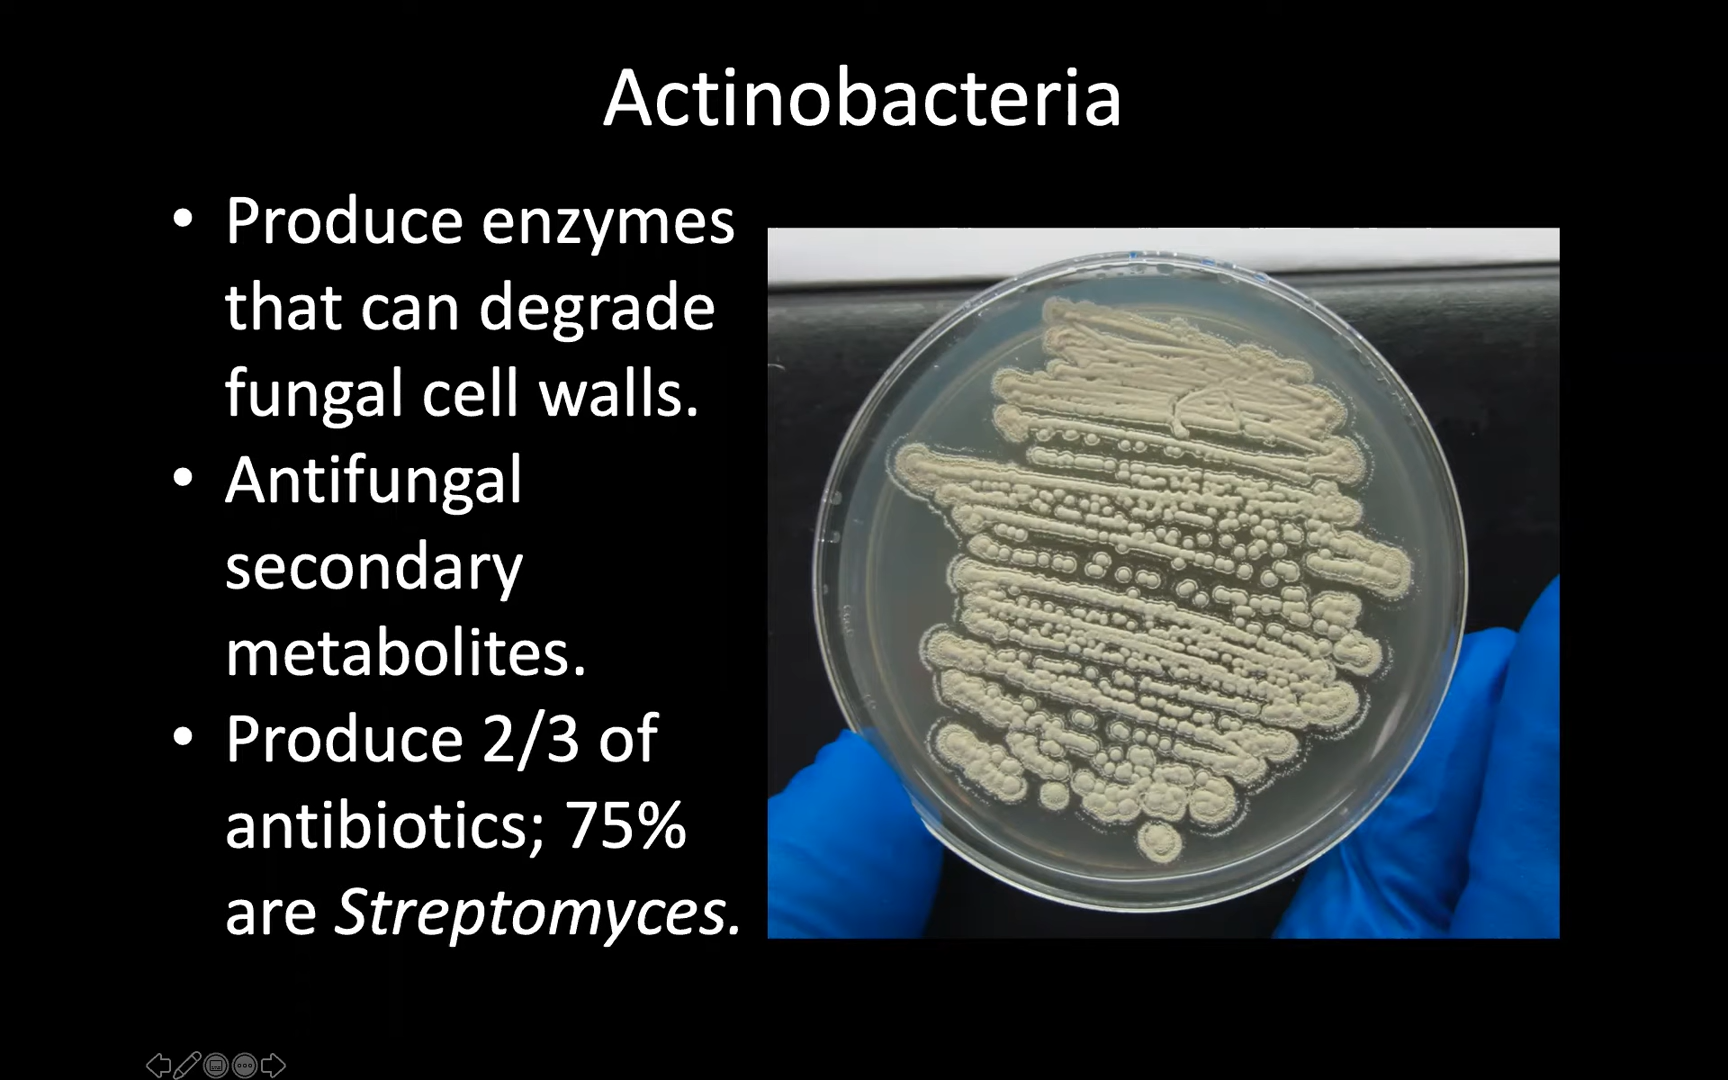 Actinobacteria
• Produce enzymes
that can degrade
fungal cell walls.
• Antifungal
secondary
metabolites.
• Produce 2/3 of
antibiotics; 75%
are Streptomyces.